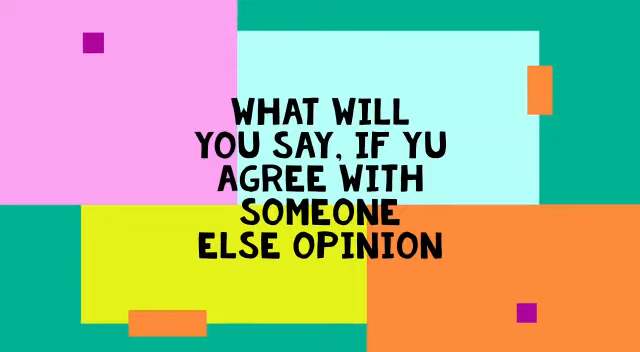 WHAT WILL
YOU SAY, IF YU
AGREE WITH
SOMEONE
ELSE OPINION